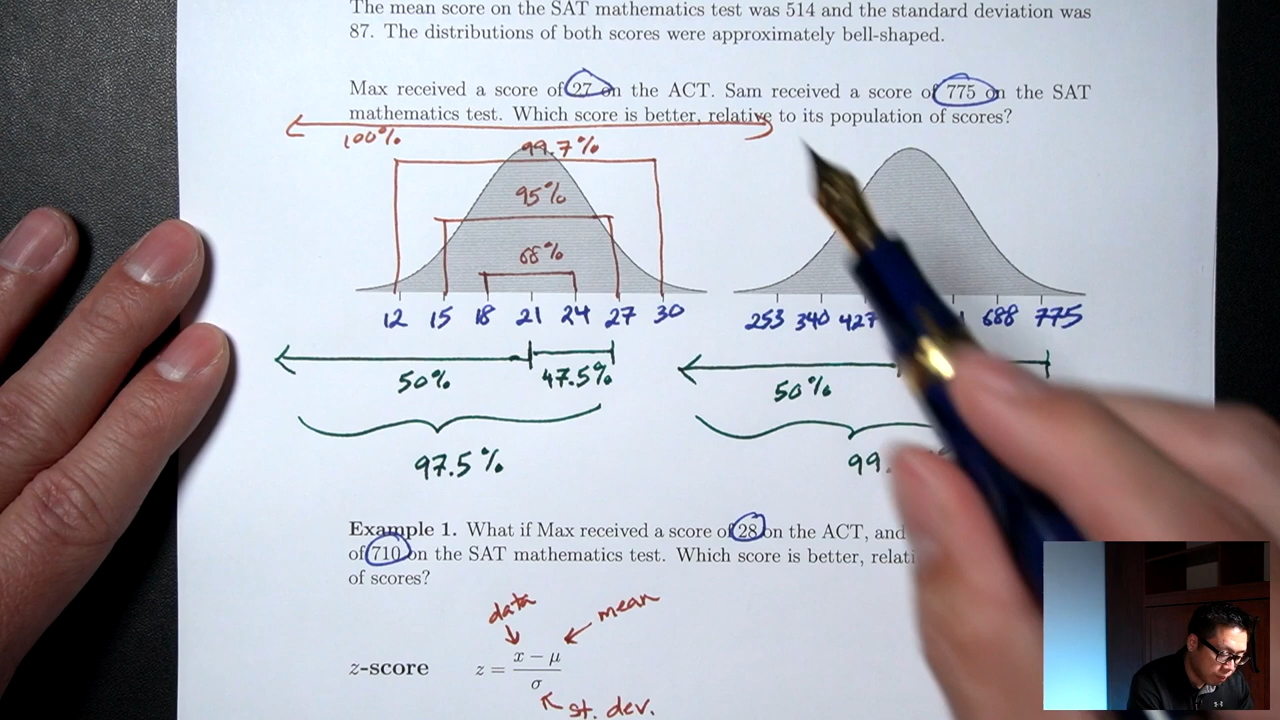 The mean score on the SAT mathematics test was 514 and the standard deviation was
87. The distributions of both scores were approximately bell-shaped.
Max received a score of 27 on the ACT. Sam received a score of 775 on the SAT
mathematics test. Which score is better, relative to its population of scores?
100%
99.7%
95%
68%
12 15 18 21 24 27 30
253 340 427 688 775
50% 47.5%
50%
97.5%
99.
Example 1. What if Max received a score of 28 on the ACT, and
of 710 on the SAT mathematics test. Which score is better,
of scores?
data
mean
z-score z = x − μ
σ
st. dev.